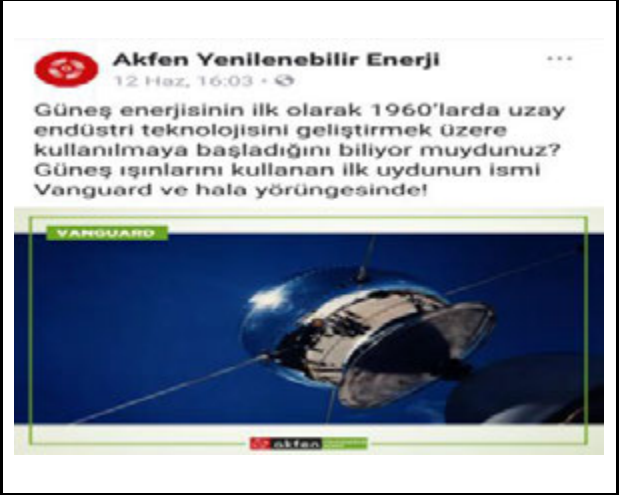 Akfen Yenilenebilir Enerji
12 Haz, 16:03 ·
Güneş enerjisinin ilk olarak 1960'larda uzay
endüstri teknolojisini geliştirmek üzere
kullanılmaya başladığını biliyor muydunuz?
Güneş ışınlarını kullanan ilk uydunun ismi
Vanguard ve hala yörüngesinde!
VANGUARD
akfen